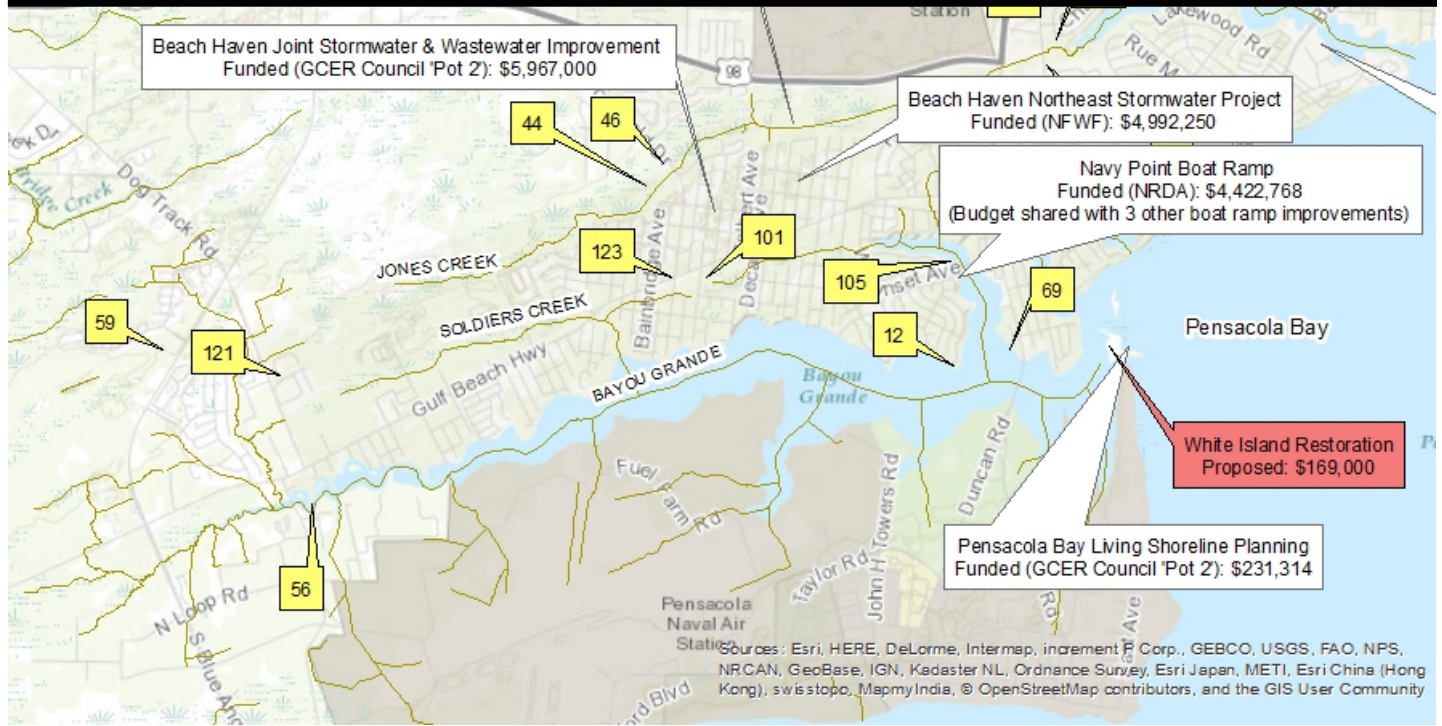 Station
Lakewood Rd
Beach Haven Joint Stormwater & Wastewater Improvement
Funded (GCER Council 'Pot 2'): $5,967,000
98
Beach Haven Northeast Stormwater Project
Funded (NFWF): $4,992,250
44
46
Navy Point Boat Ramp
Funded (NRDA): $4,422,768
(Budget shared with 3 other boat ramp improvements)
Dog Track Rd
123
101
JONES CREEK
Bainbridge Ave
105
69
59
SOLDIERS CREEK
Pensacola Bay
121
12
Gulf Beach Hwy
BAYOU GRANDE
Bayou
Grande
White Island Restoration
Proposed: $169,000
Fuel Farm Rd
John H Towers Rd
Duncan Rd
Pensacola Bay Living Shoreline Planning
Funded (GCER Council 'Pot 2'): $231,314
56
Taylor Rd
Rd
N Loop Rd
Pensacola
Naval Air
Station
Sources: Esri, HERE, DeLorme, Intermap, increment P Corp., GEBCO, USGS, FAO, NPS,
NRCAN, GeoBase, IGN, Kadaster NL, Ordnance Survey, Esri Japan, METI, Esri China (Hong
Kong), swisstopo, MapmyIndia, © OpenStreetMap contributors, and the GIS User Community